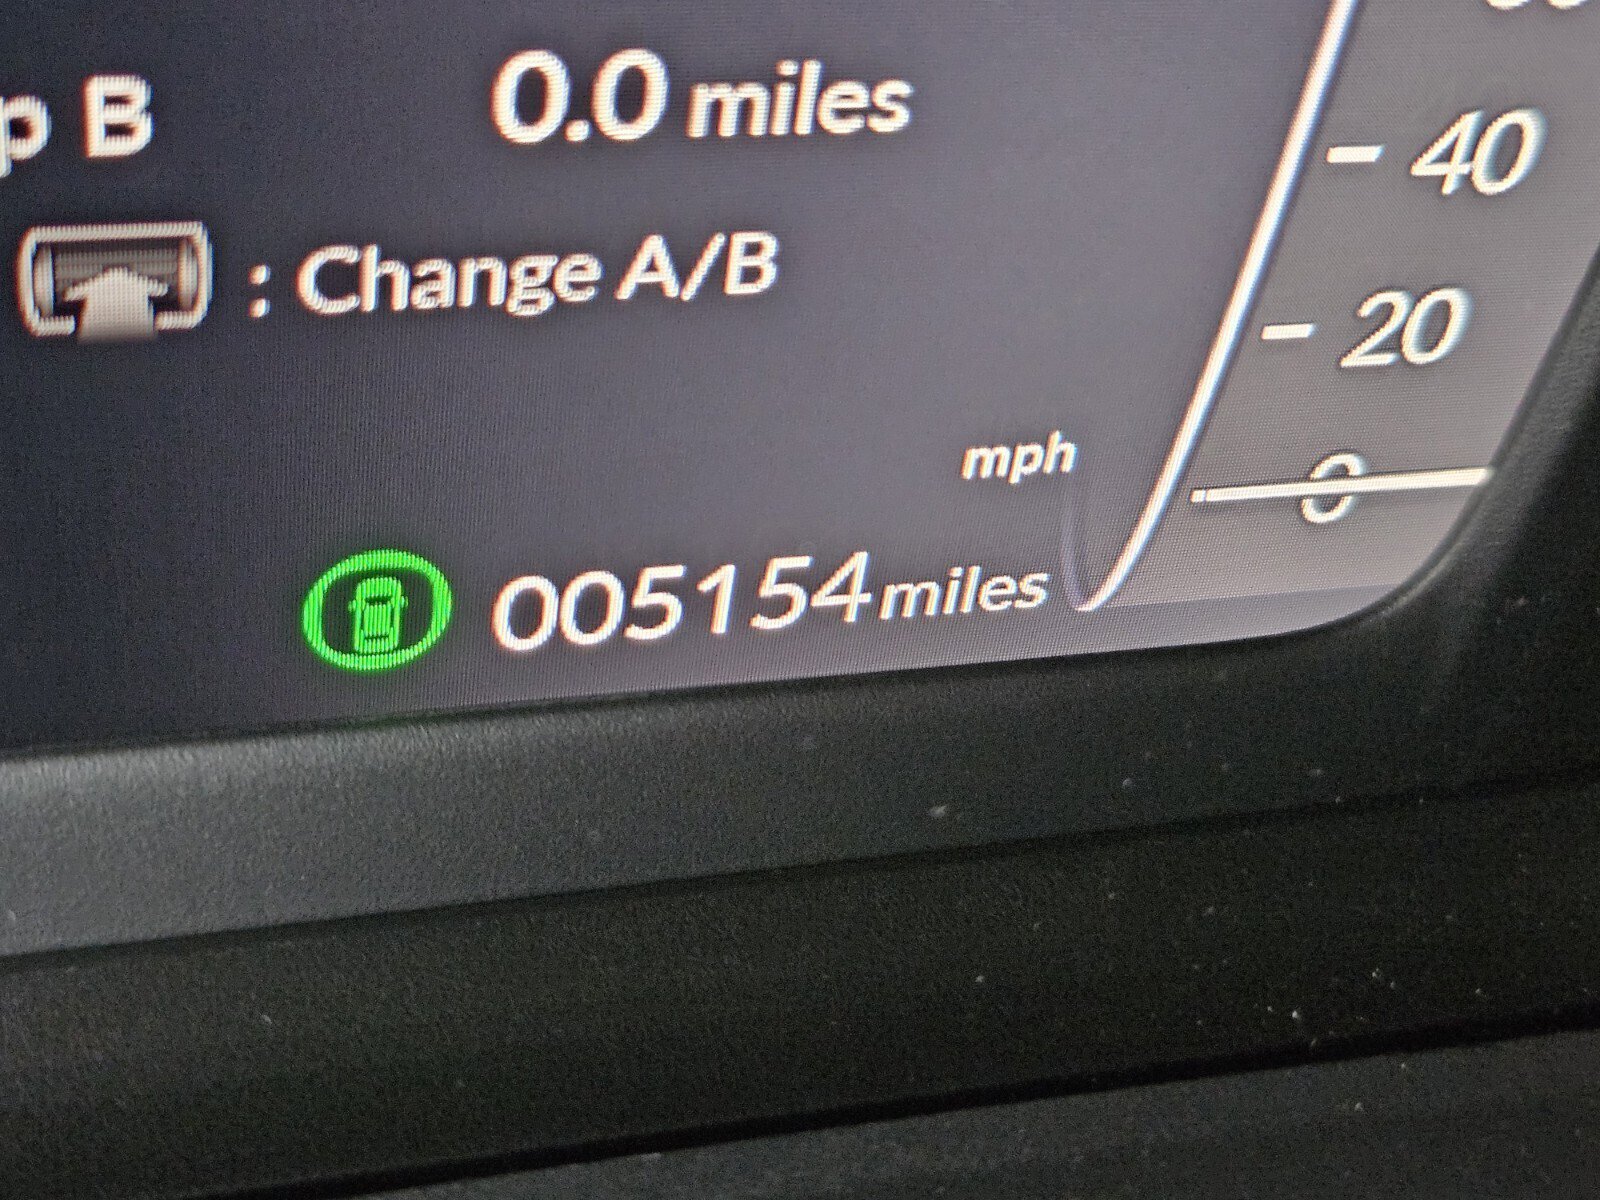 p B 0.0 miles
: Change A/B
40
20
mph
0
005154 miles